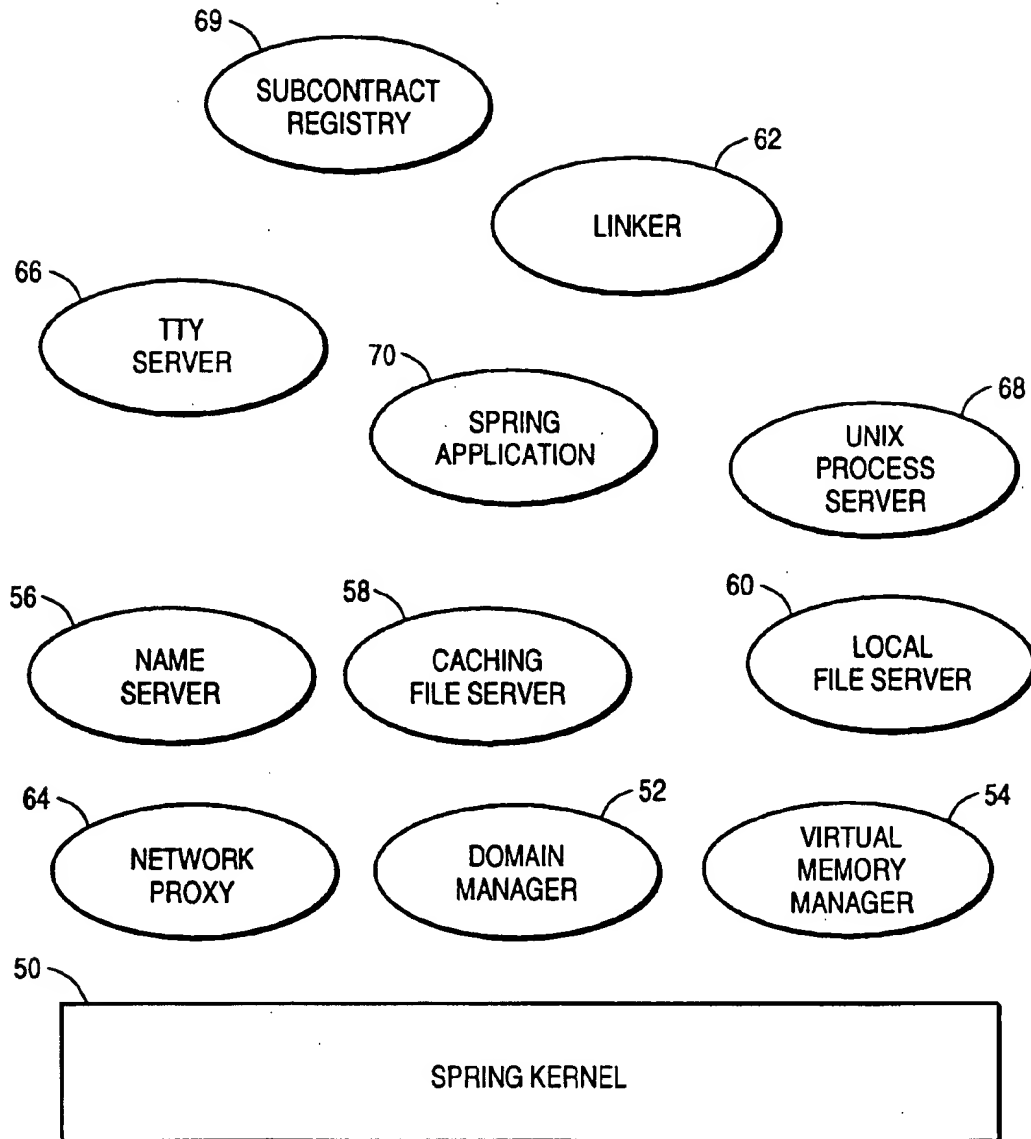 69
SUBCONTRACT
REGISTRY
62
LINKER
66
TTY
SERVER
70
SPRING
APPLICATION
68
UNIX
PROCESS
SERVER
56
NAME
SERVER
58
CACHING
FILE SERVER
60
LOCAL
FILE SERVER
64
NETWORK
PROXY
52
DOMAIN
MANAGER
54
VIRTUAL
MEMORY
MANAGER
50
SPRING KERNEL